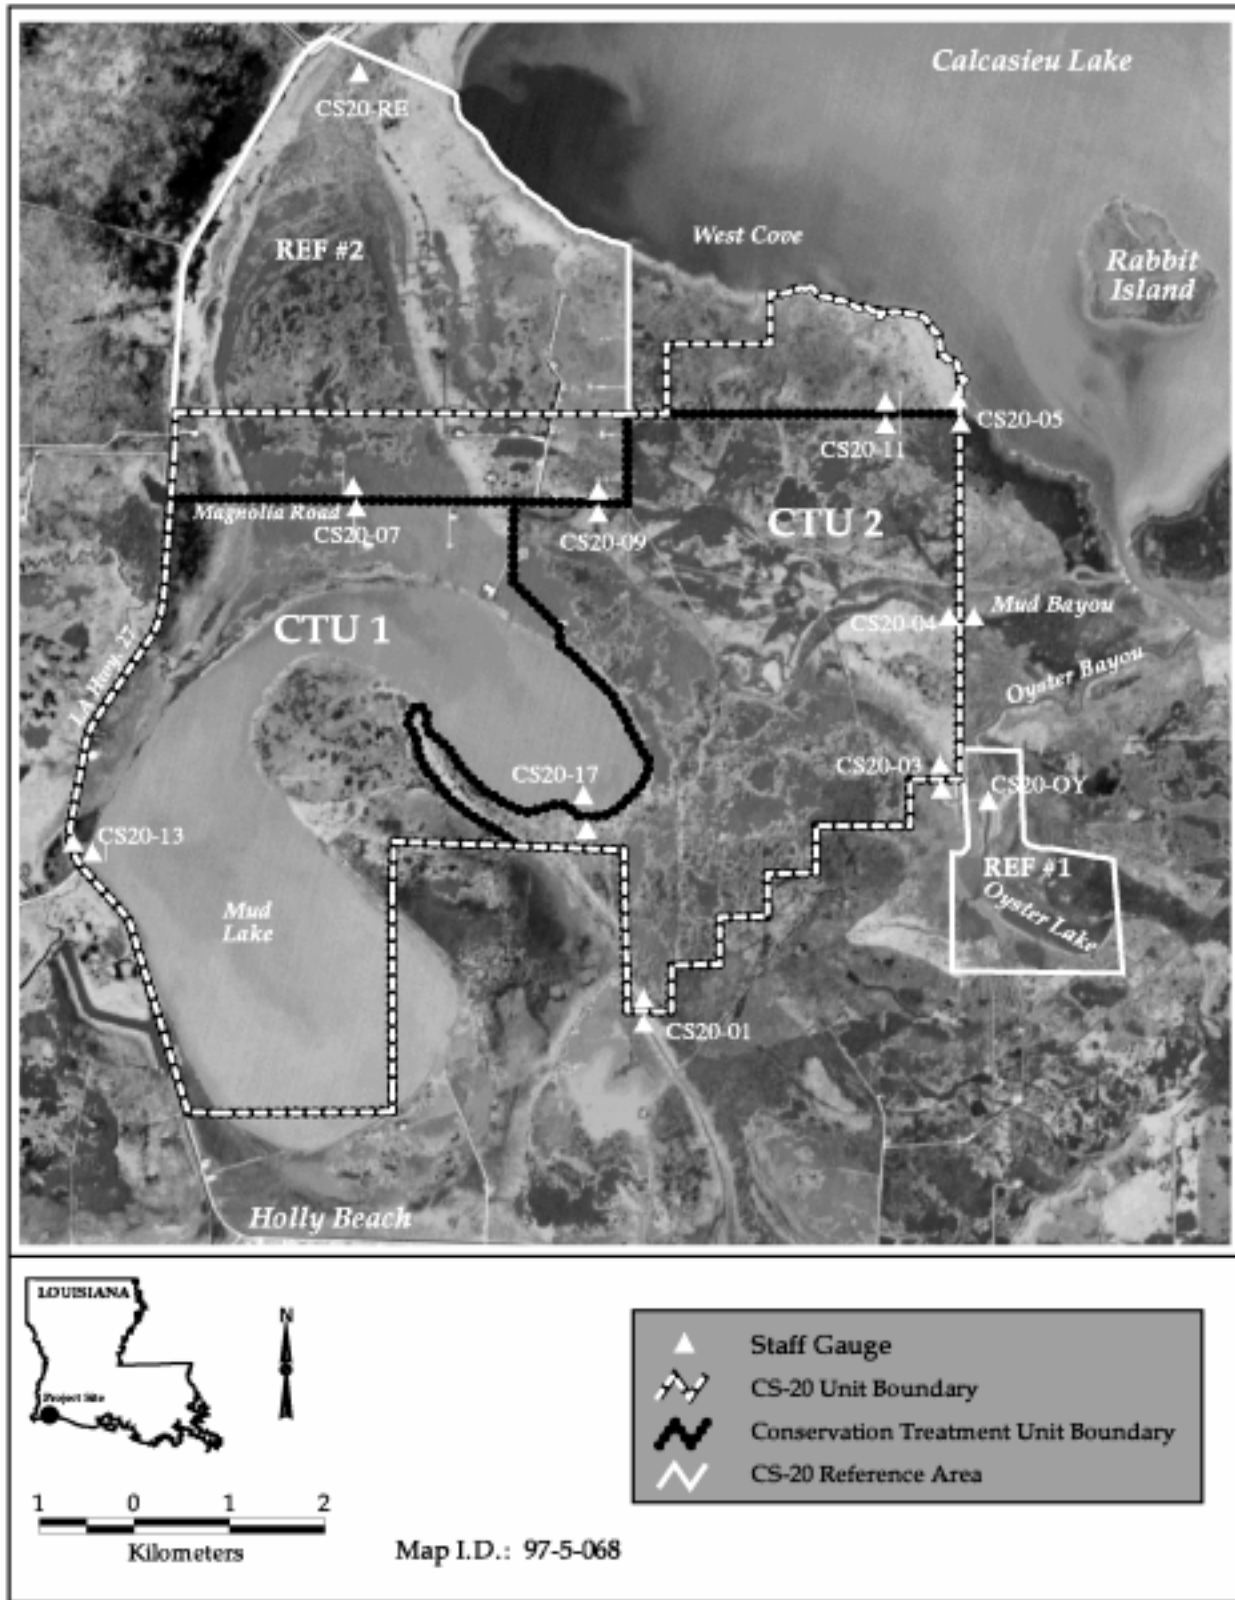 Calcasieu Lake
CS20-RE
West Cove
REF #2
Rabbit
Island
CS20-05
CS20-11
Magnolia Road
CS20-07
CS20-09
CTU 2
Mud Bayou
CS20-04
CTU 1
LA Hwy. 27
Oyster Bayou
CS20-03
CS20-17
CS20-OY
CS20-13
REF #1
Oyster Lake
Mud
Lake
CS20-01
Holly Beach
LOUISIANA
Project Site
N
Staff Gauge
CS-20 Unit Boundary
Conservation Treatment Unit Boundary
CS-20 Reference Area
1 0 1 2
Kilometers
Map I.D.: 97-5-068